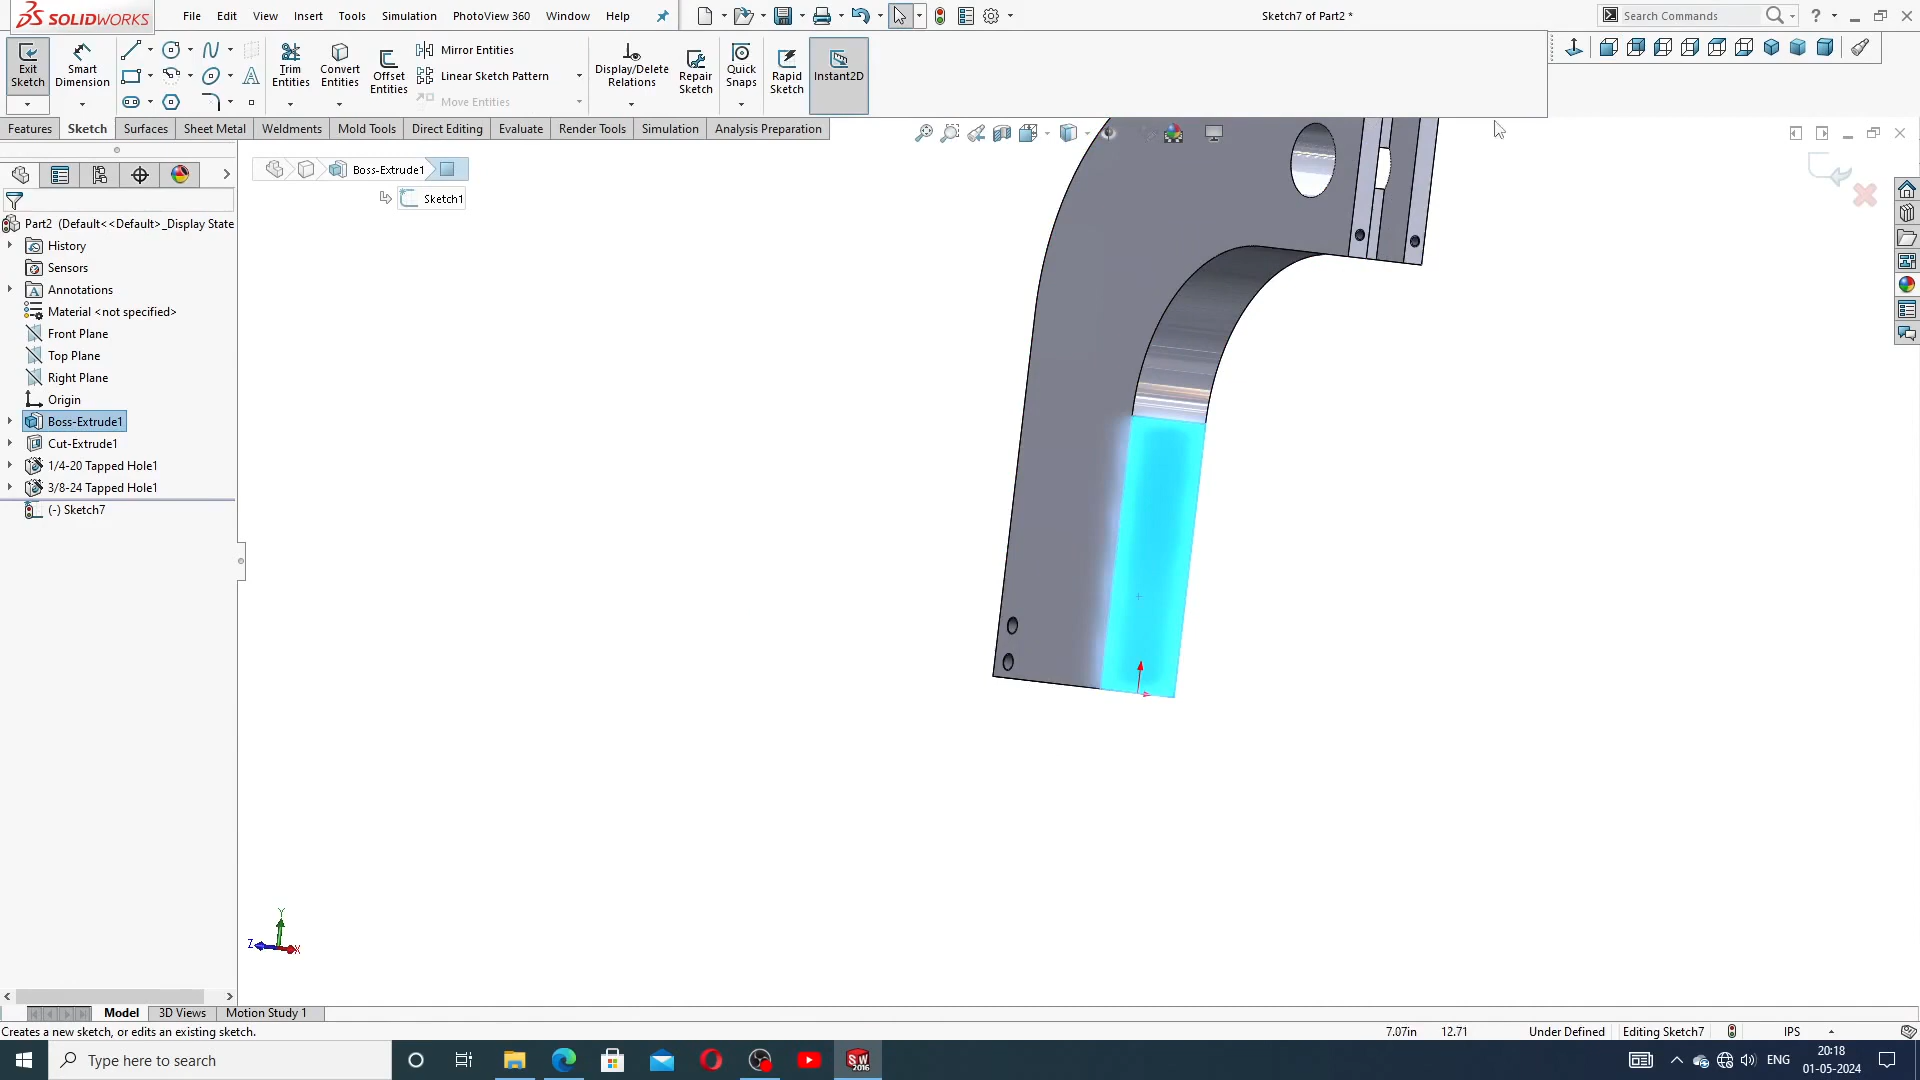 SOLIDWORKS
File Edit View Insert Tools Simulation PhotoView 360 Window Help
Sketch7 of Part2 *
Search Commands
Exit Sketch
Smart Dimension
Trim Entities
Convert Entities
Offset Entities
Mirror Entities
Linear Sketch Pattern
Move Entities
Display/Delete Relations
Repair Sketch
Quick Snaps
Rapid Sketch
Instant2D
Features Sketch Surfaces Sheet Metal Weldments Mold Tools Direct Editing Evaluate Render Tools Simulation Analysis Preparation
Boss-Extrude1
Sketch1
Part2 (Default<<Default>_Display State
History
Sensors
Annotations
Material <not specified>
Front Plane
Top Plane
Right Plane
Origin
Boss-Extrude1
Cut-Extrude1
1/4-20 Tapped Hole1
3/8-24 Tapped Hole1
(-) Sketch7
Y
Z
X
Model 3D Views Motion Study 1
Creates a new sketch, or edits an existing sketch.
7.07in 12.71 Under Defined Editing Sketch7 IPS
Type here to search
SW 2016
ENG
20:18
01-05-2024